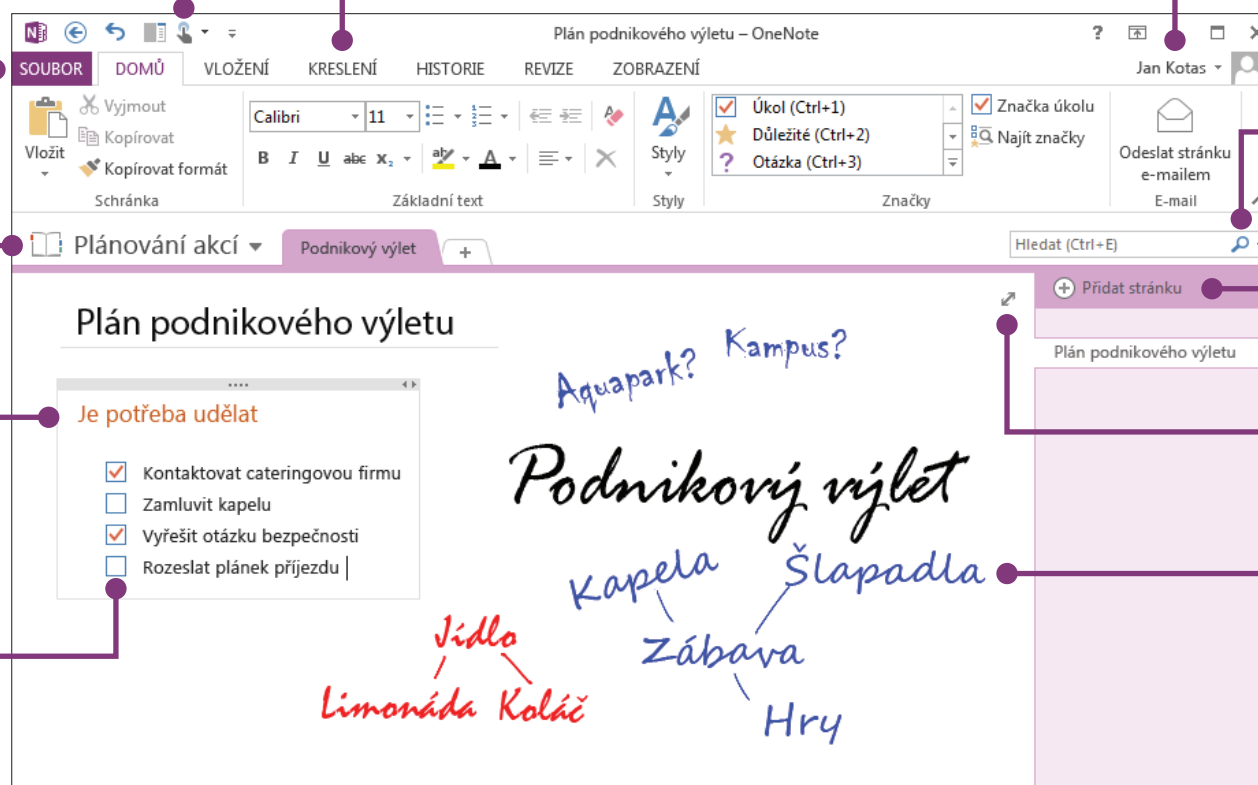 Plán podnikového výletu – OneNote
?
SOUBOR DOMŮ VLOŽENÍ KRESLENÍ HISTORIE REVIZE ZOBRAZENÍ Jan Kotas
Vložit
Vyjmout
Kopírovat
Kopírovat formát
Schránka
Calibri 11
B I U abc x₂ aby A
Základní text
Styly
Styly
Úkol (Ctrl+1)
Důležité (Ctrl+2)
? Otázka (Ctrl+3)
Značka úkolu
Najít značky
Značky
Odeslat stránku
e-mailem
E-mail
Plánování akcí Podnikový výlet + Hledat (Ctrl+E)
Přidat stránku
Plán podnikového výletu
Plán podnikového výletu
Je potřeba udělat
Kontaktovat cateringovou firmu
Zamluvit kapelu
Vyřešit otázku bezpečnosti
Rozeslat plánek příjezdu
Aquapark? Kampus?
Podnikový výlet
Kapela Šlapadla
Zábava
Hry
Jídlo
Limonáda Koláč